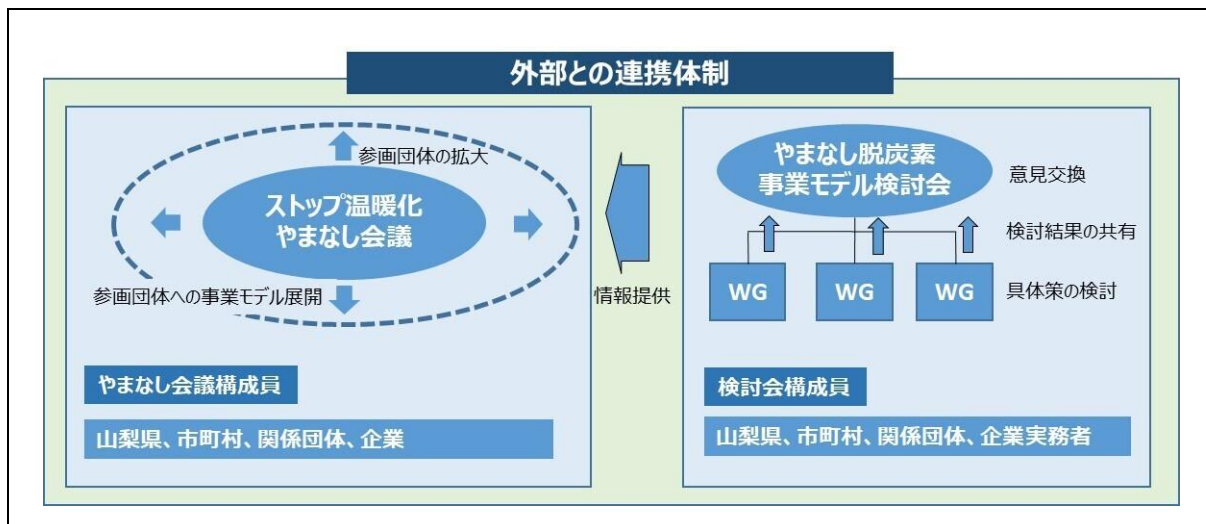 外部との連携体制
参画団体の拡大
ストップ温暖化
やまなし会議
参画団体への事業モデル展開
やまなし会議構成員
山梨県、市町村、関係団体、企業
情報提供
やまなし脱炭素
事業モデル検討会
意見交換
検討結果の共有
WG
WG
WG
具体策の検討
検討会構成員
山梨県、市町村、関係団体、企業実務者